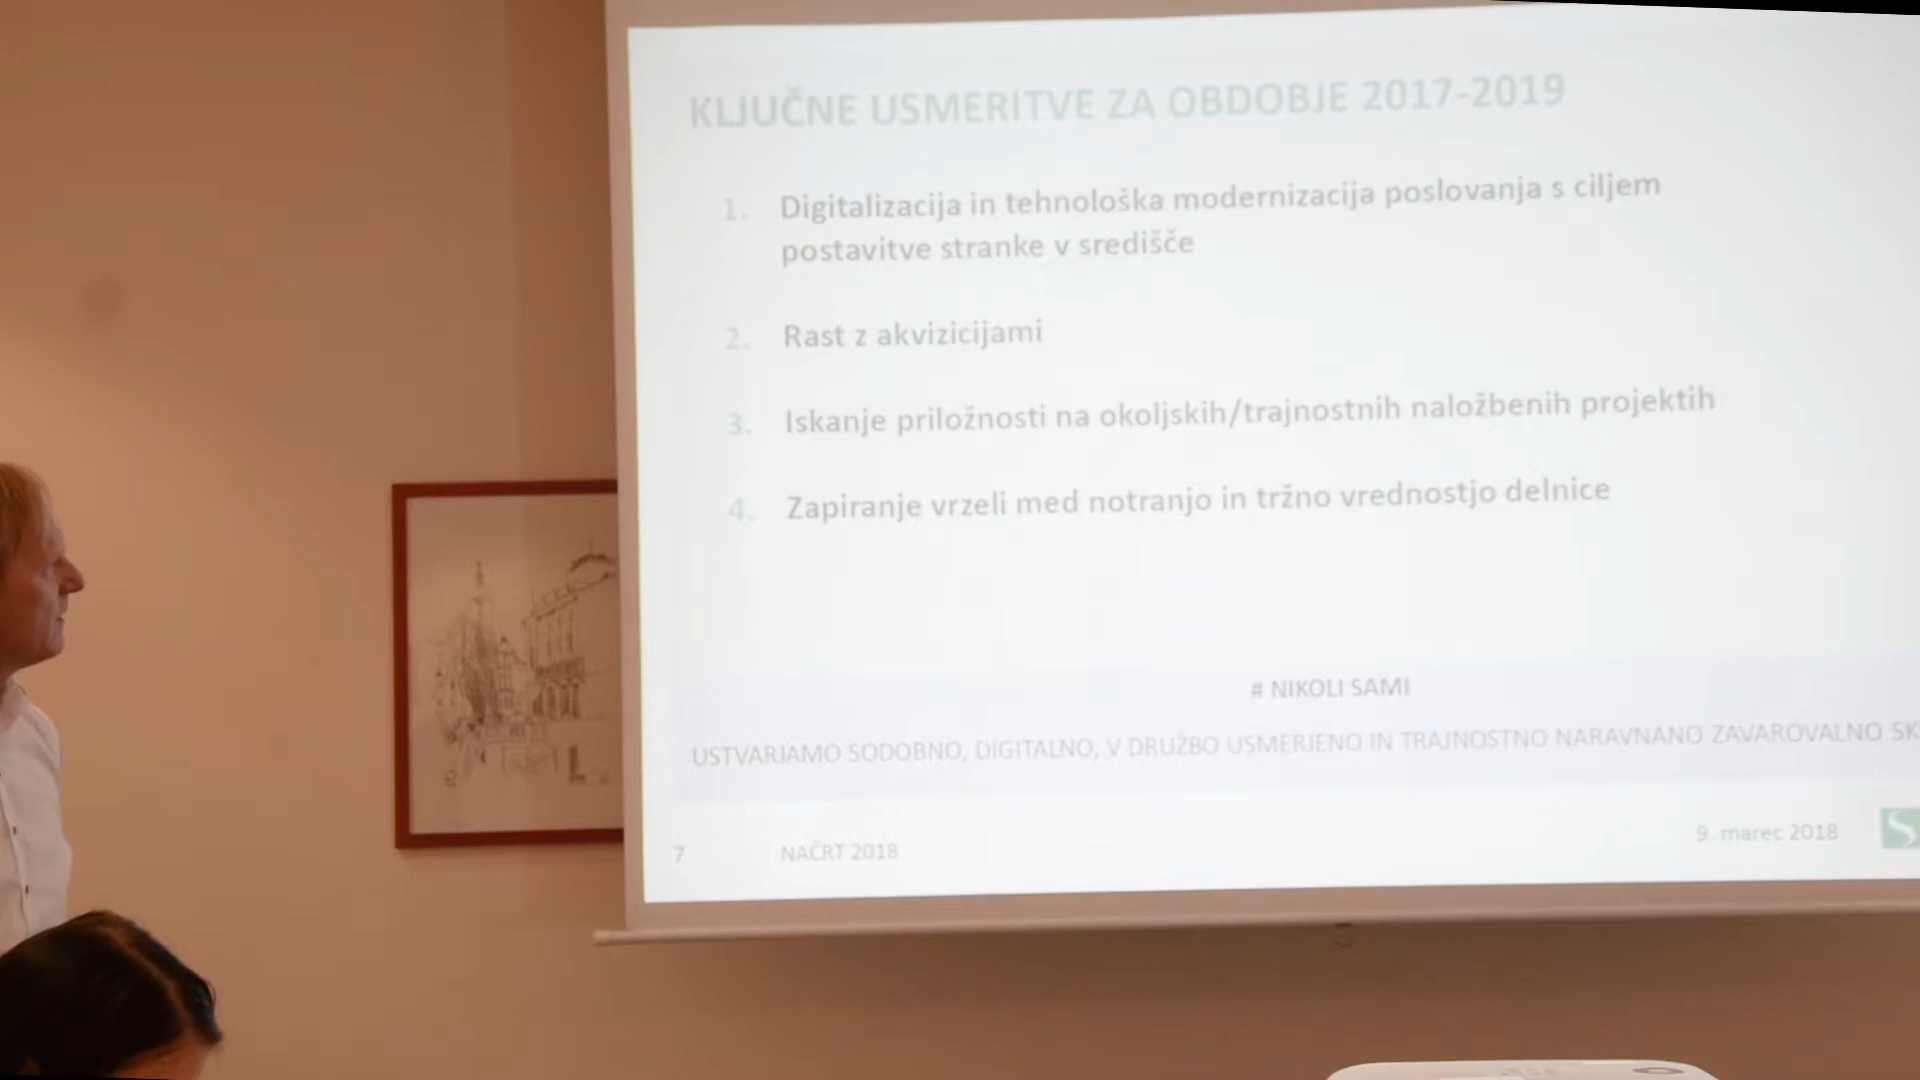 KLJUČNE USMERITVE ZA OBDOBJE 2017-2019
1. Digitalizacija in tehnološka modernizacija poslovanja s ciljem
postavitve stranke v središče
2. Rast z akvizicijami
3. Iskanje priložnosti na okoljskih/trajnostnih naložbenih projektih
4. Zapiranje vrzeli med notranjo in tržno vrednostjo delnice
# NIKOLI SAMI
USTVARJAMO SODOBNO, DIGITALNO, V DRUŽBO USMERJENO IN TRAJNOSTNO NARAVNANO ZAVAROVALNO SK
7 NAČRT 2018 9. marec 2018